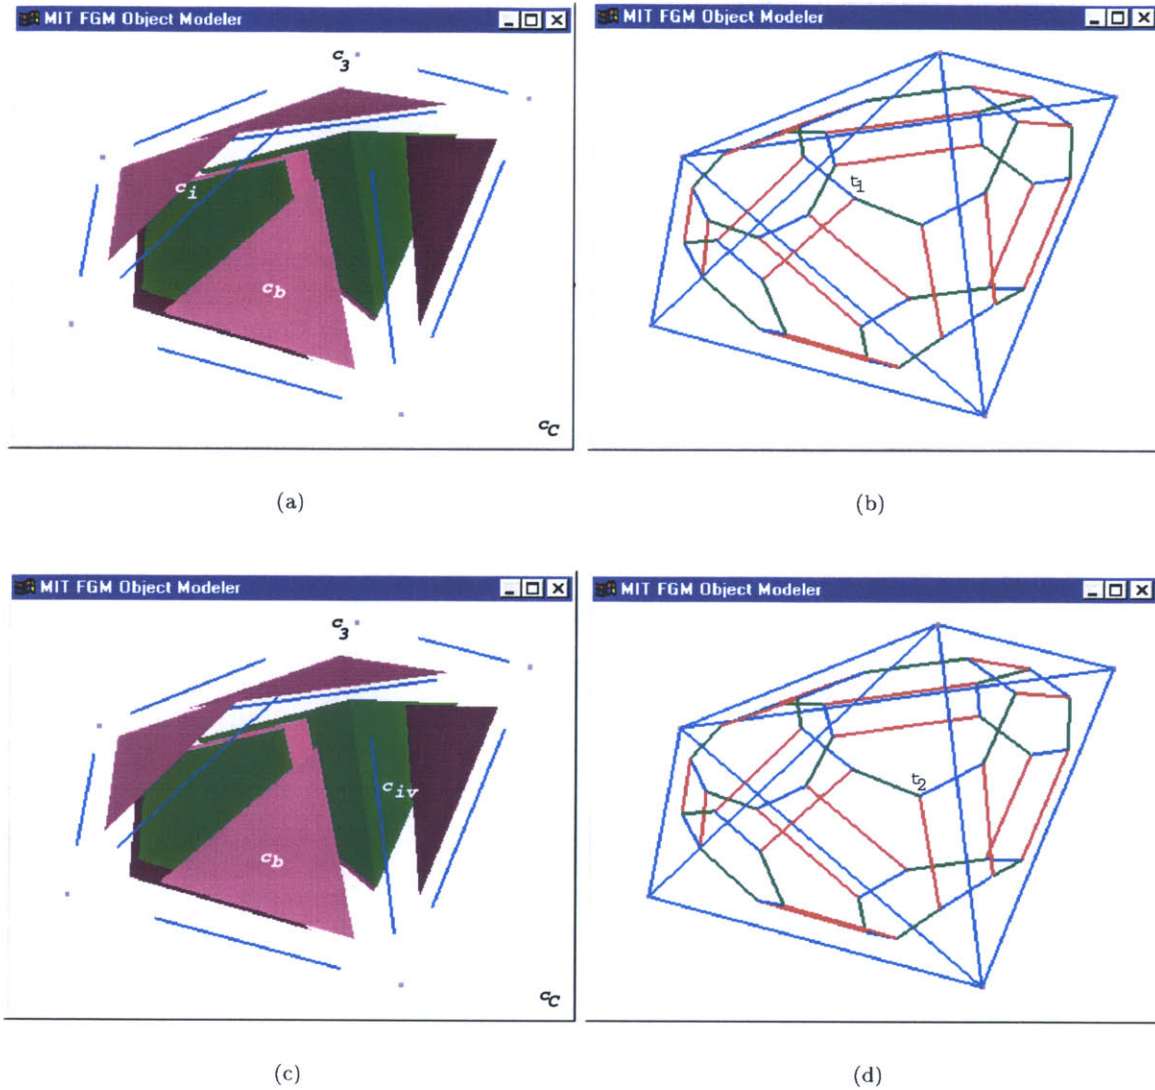 MIT FGM Object Modeler
MIT FGM Object Modeler
c3
t1
ci
cb
cC
(a)
(b)
MIT FGM Object Modeler
MIT FGM Object Modeler
c3
t2
civ
cb
cC
(c)
(d)